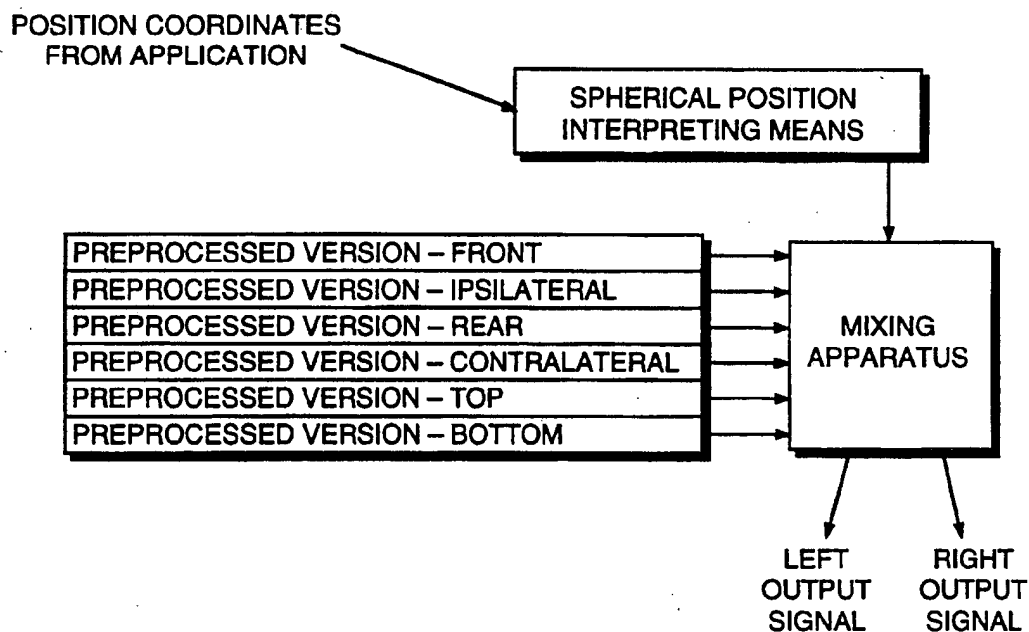 POSITION COORDINATES
FROM APPLICATION
SPHERICAL POSITION
INTERPRETING MEANS
PREPROCESSED VERSION – FRONT
PREPROCESSED VERSION – IPSILATERAL
PREPROCESSED VERSION – REAR
PREPROCESSED VERSION – CONTRALATERAL
PREPROCESSED VERSION – TOP
PREPROCESSED VERSION – BOTTOM
MIXING
APPARATUS
LEFT
OUTPUT
SIGNAL
RIGHT
OUTPUT
SIGNAL